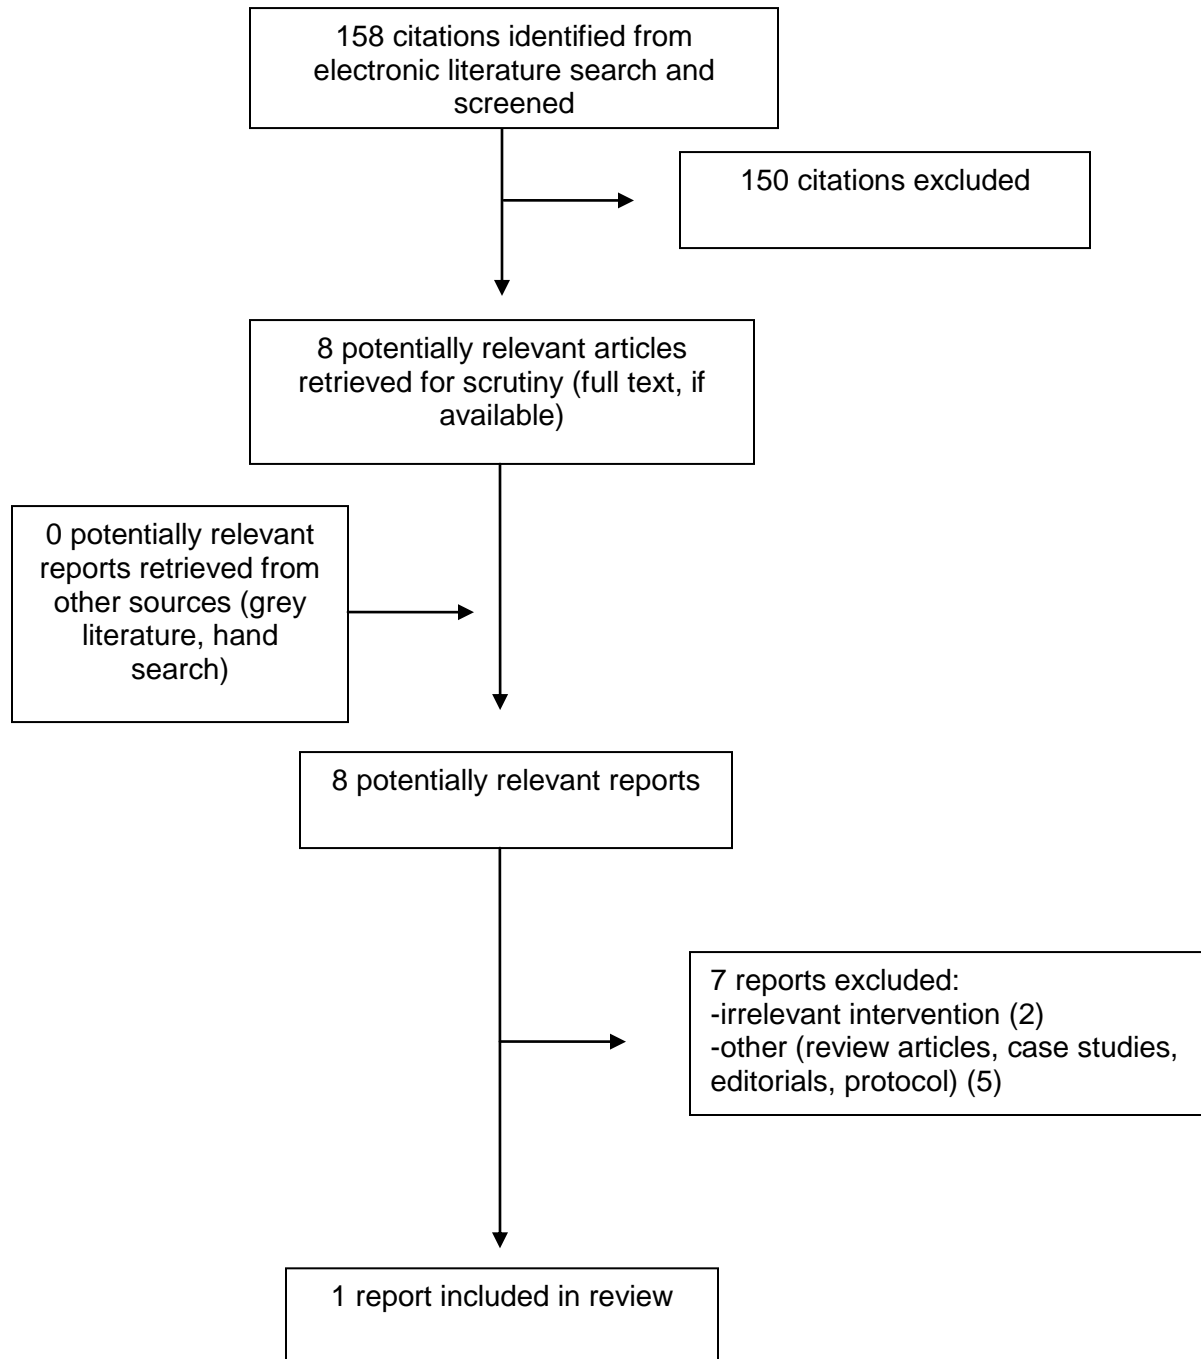 158 citations identified from
electronic literature search and
screened
150 citations excluded
8 potentially relevant articles
retrieved for scrutiny (full text, if
available)
0 potentially relevant
reports retrieved from
other sources (grey
literature, hand
search)
8 potentially relevant reports
7 reports excluded:
-irrelevant intervention (2)
-other (review articles, case studies,
editorials, protocol) (5)
1 report included in review